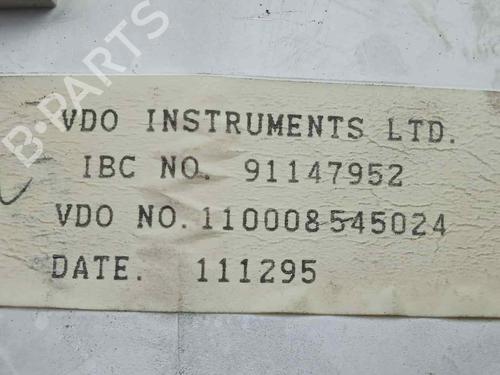 B-PARTS
VDO INSTRUMENTS LTD.
IBC NO. 91147952
VDO NO.110008545024
DATE. 111295